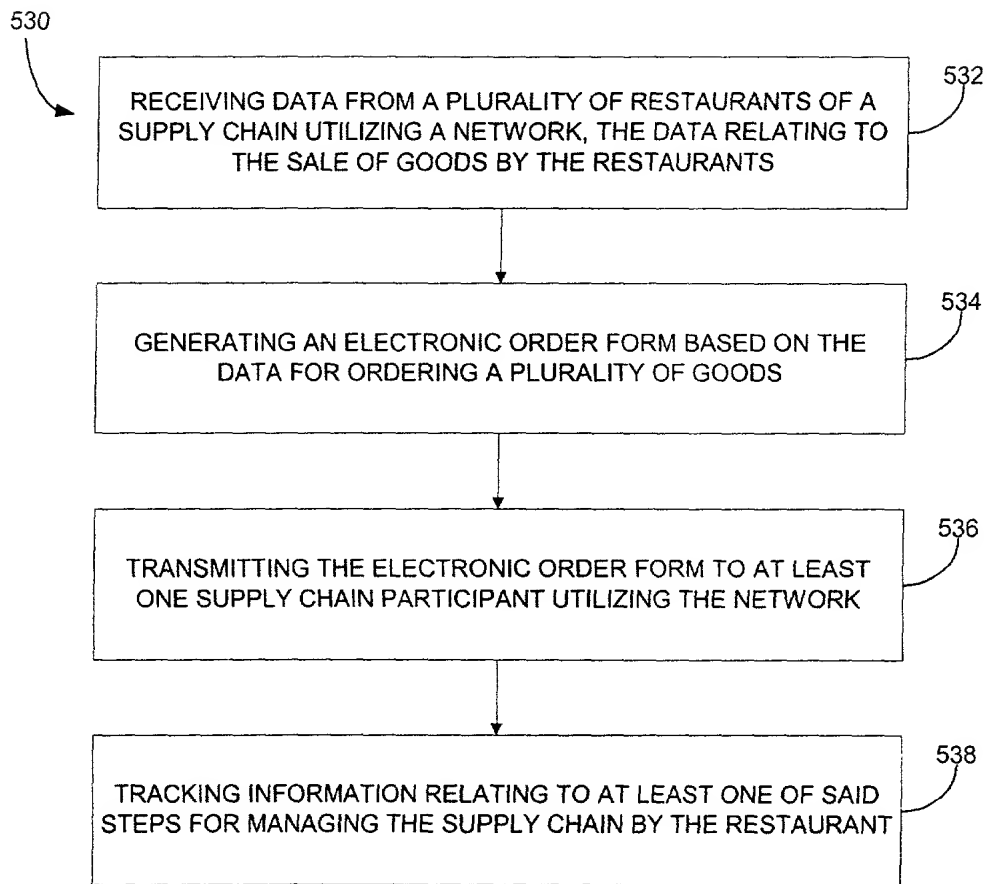 530
532
RECEIVING DATA FROM A PLURALITY OF RESTAURANTS OF A
SUPPLY CHAIN UTILIZING A NETWORK, THE DATA RELATING TO
THE SALE OF GOODS BY THE RESTAURANTS
534
GENERATING AN ELECTRONIC ORDER FORM BASED ON THE
DATA FOR ORDERING A PLURALITY OF GOODS
536
TRANSMITTING THE ELECTRONIC ORDER FORM TO AT LEAST
ONE SUPPLY CHAIN PARTICIPANT UTILIZING THE NETWORK
538
TRACKING INFORMATION RELATING TO AT LEAST ONE OF SAID
STEPS FOR MANAGING THE SUPPLY CHAIN BY THE RESTAURANT